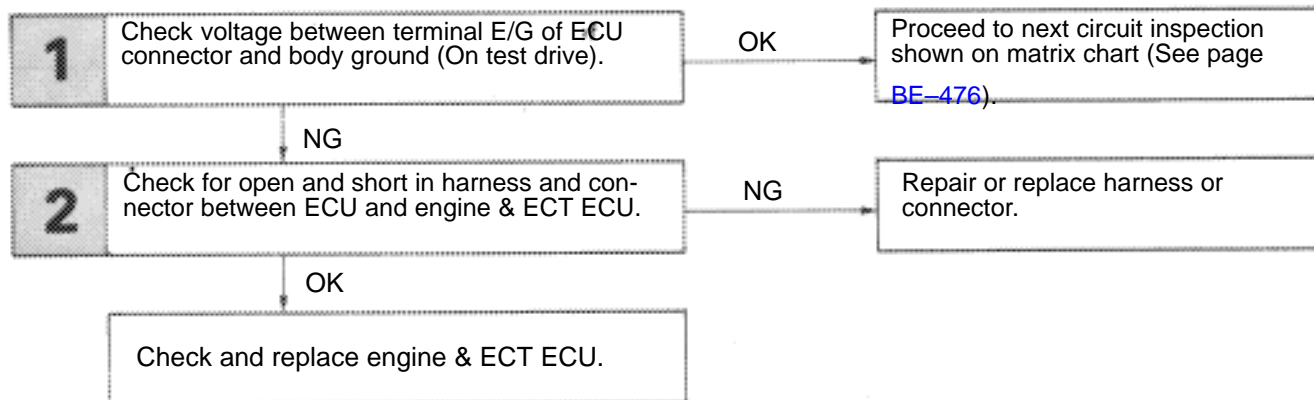 1
Check voltage between terminal E/G of ECU
connector and body ground (On test drive).
OK
Proceed to next circuit inspection
shown on matrix chart (See page
BE–476).
NG
2
Check for open and short in harness and con-
nector between ECU and engine & ECT ECU.
NG
Repair or replace harness or
connector.
OK
Check and replace engine & ECT ECU.